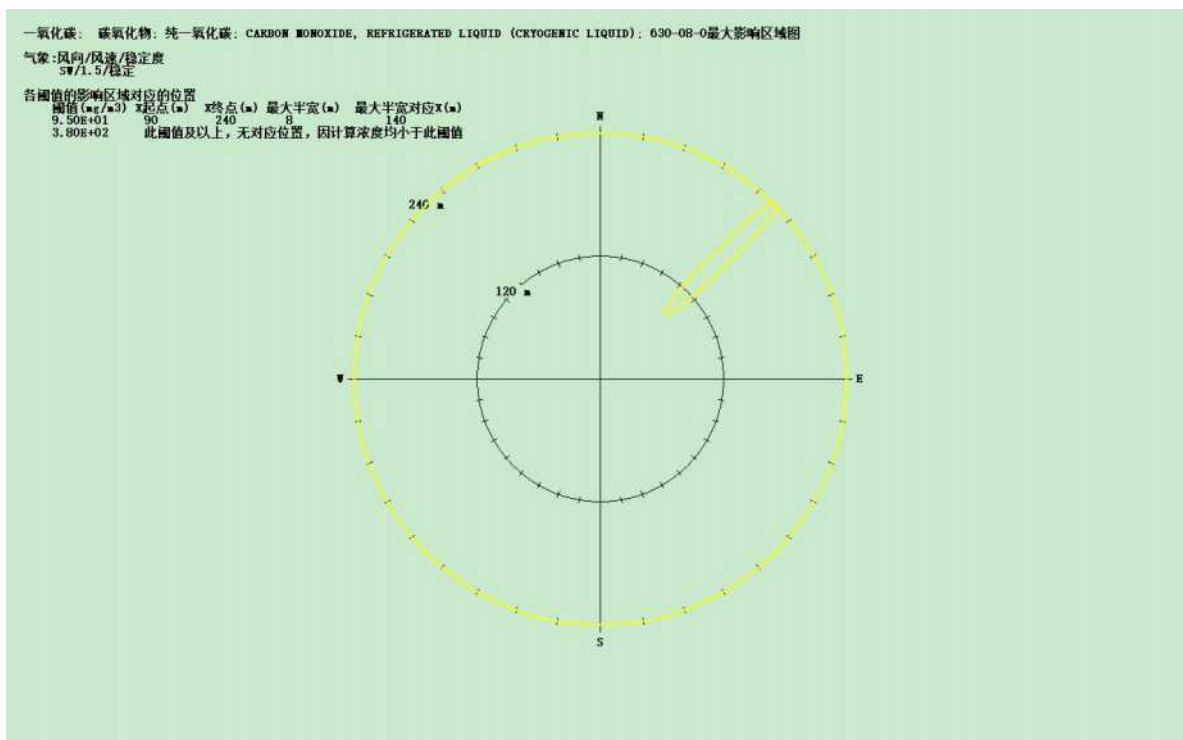 一氧化碳： 碳氧化物；纯一氧化碳；CARBON MONOXIDE, REFRIGERATED LIQUID (CRYOGENIC LIQUID)；630-08-0最大影响区域图
气象:风向/风速/稳定度
SW/1.5/稳定
各阈值的影响区域对应的位置
阈值(mg/m3) X起点(m) X终点(m) 最大半宽(m) 最大半宽对应X(m)
9.50E+01 90 240 8 140
3.80E+02 此阈值及以上，无对应位置，因计算浓度均小于此阈值
N
240 m
120 m
W
E
S